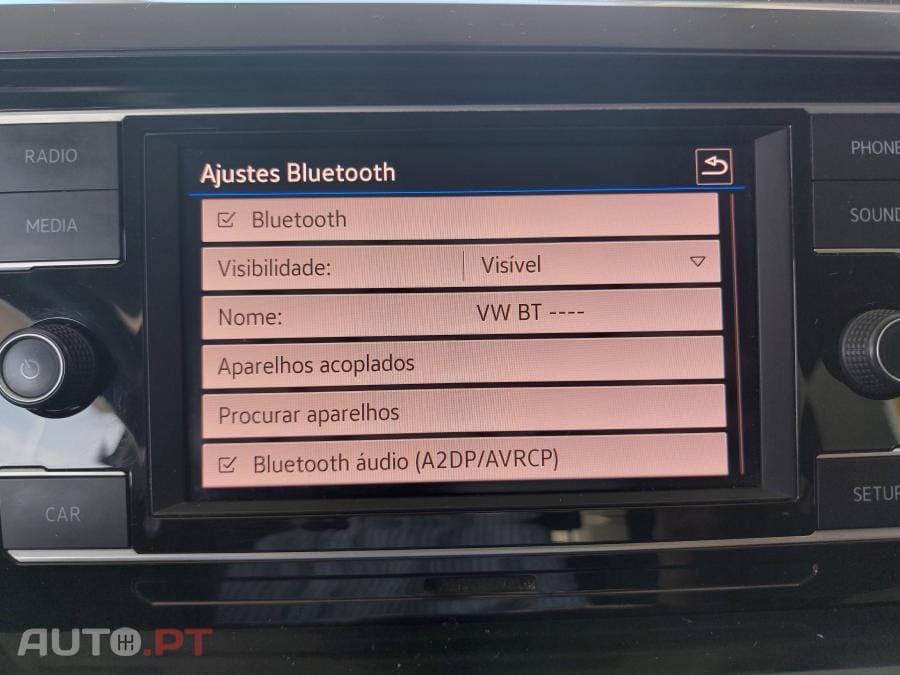 RADIO
MEDIA
CAR
Ajustes Bluetooth
Bluetooth
Visibilidade: Visível
Nome: VW BT ----
Aparelhos acoplados
Procurar aparelhos
Bluetooth áudio (A2DP/AVRCP)
PHONE
SOUND
SETUP
AUTO.PT